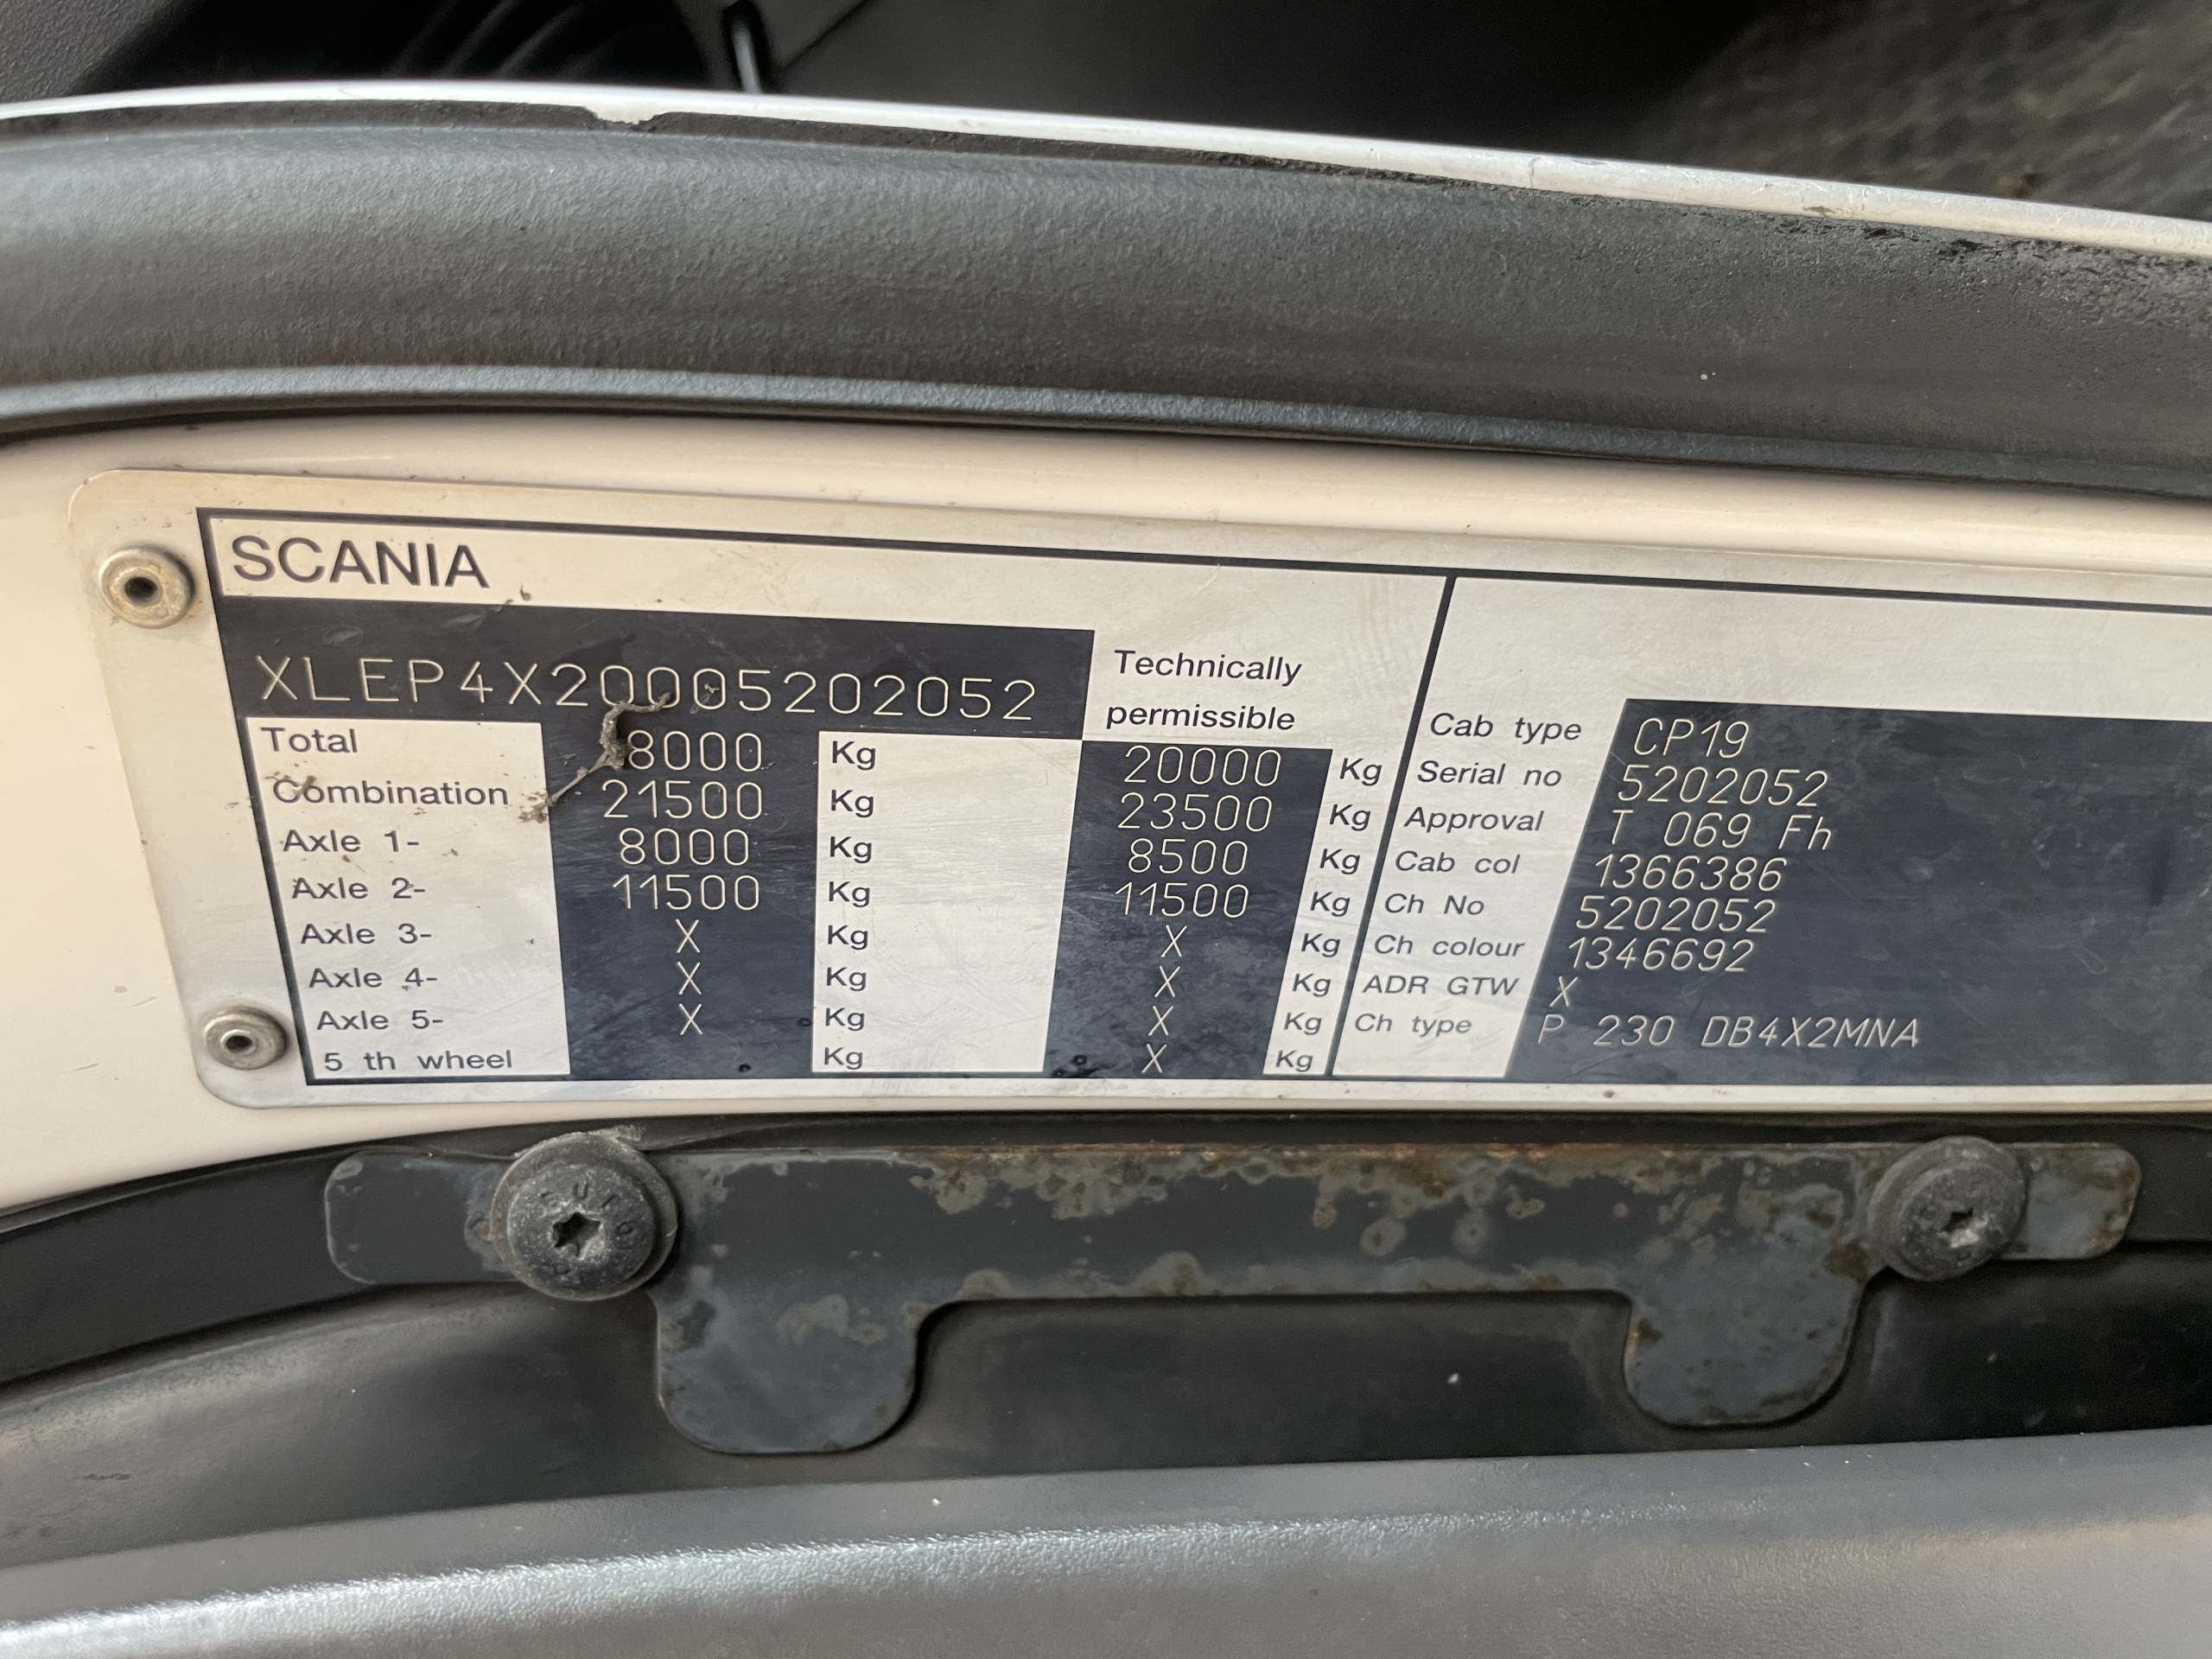 SCANIA
XLEP4X20005202052
Technically
permissible
Total 8000 Kg 20000 Kg
Combination 21500 Kg 23500 Kg
Axle 1- 8000 Kg 8500 Kg
Axle 2- 11500 Kg 11500 Kg
Axle 3- X Kg X Kg
Axle 4- X Kg X Kg
Axle 5- X Kg X Kg
5 th wheel Kg X Kg
Cab type CP19
Serial no 5202052
Approval T 069 Fh
Cab col 1366386
Ch No 5202052
Ch colour 1346692
ADR GTW X
Ch type P 230 DB4X2MNA